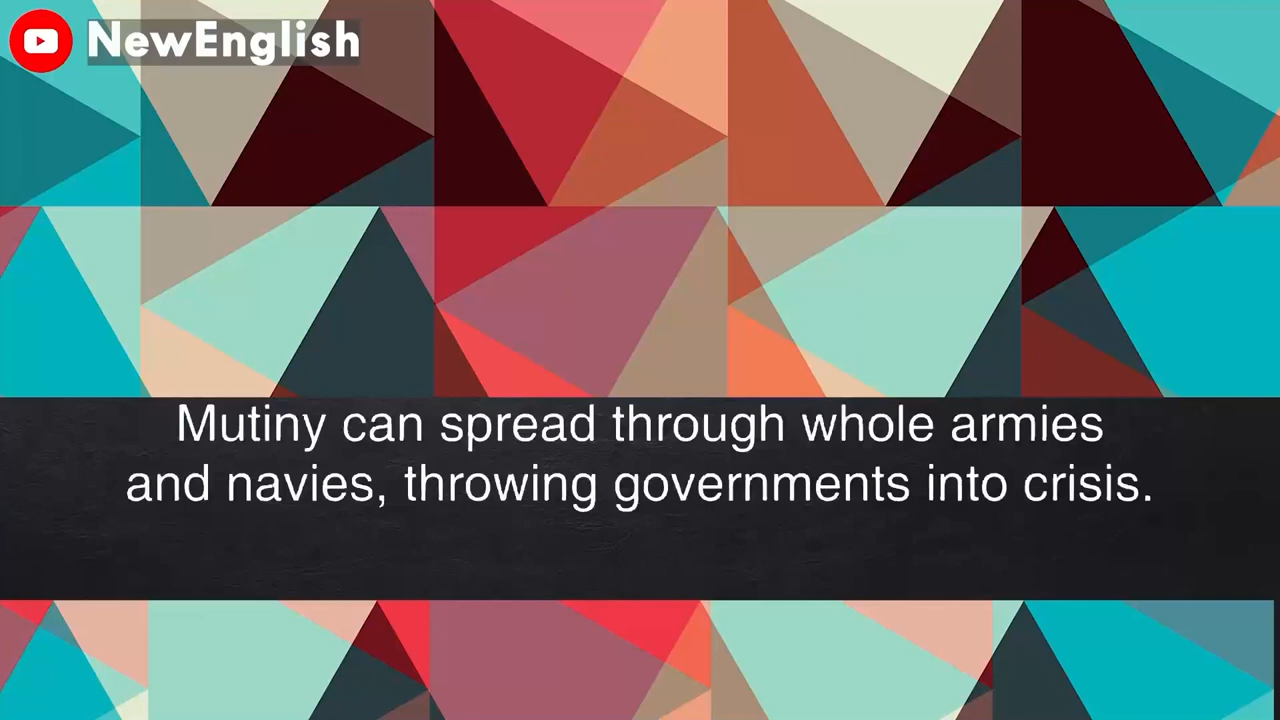 NewEnglish
Mutiny can spread through whole armies
and navies, throwing governments into crisis.